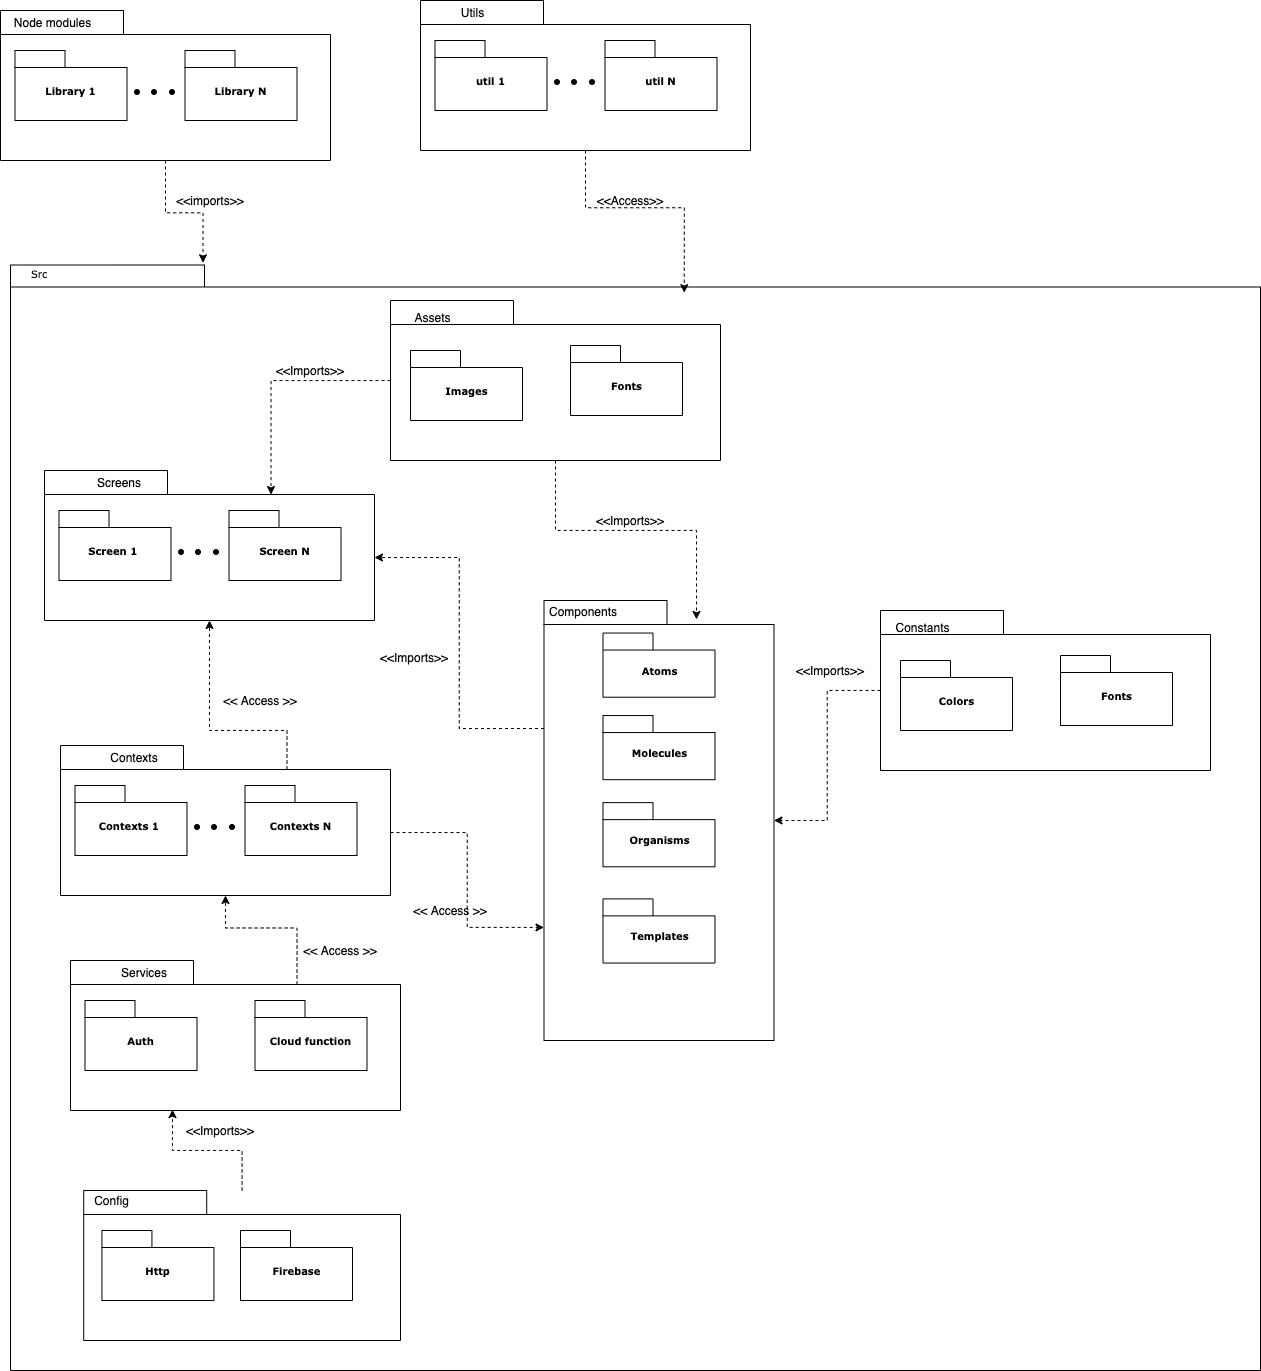 Node modules
Library 1
Library N
Utils
util 1
util N
<<imports>>
<<Access>>
Src
Assets
Images
Fonts
<<Imports>>
<<Imports>>
Screens
Screen 1
Screen N
<<Imports>>
Components
Atoms
Molecules
Organisms
Templates
<<Imports>>
Constants
Colors
Fonts
<< Access >>
Contexts
Contexts 1
Contexts N
<< Access >>
<< Access >>
Services
Auth
Cloud function
<<Imports>>
Config
Http
Firebase